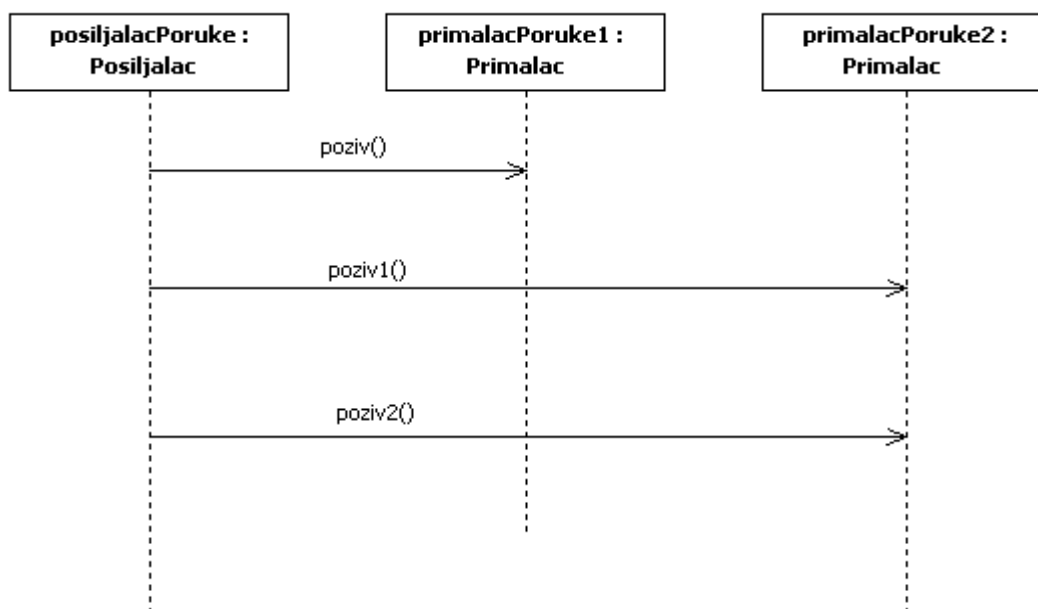 posiljalacPoruke :
Posiljalac
primalacPoruke1 :
Primalac
primalacPoruke2 :
Primalac
poziv()
poziv1()
poziv2()